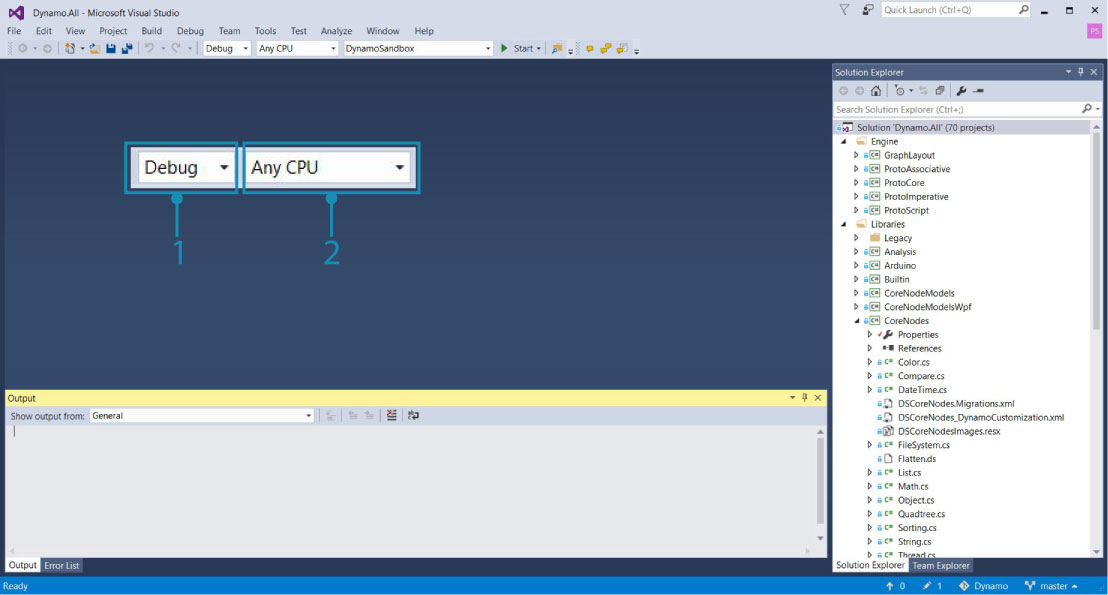 Dynamo.All - Microsoft Visual Studio
Quick Launch (Ctrl+Q)
File Edit View Project Build Debug Team Tools Test Analyze Window Help
PS
Debug Any CPU DynamoSandbox Start
Debug Any CPU
1 2
Solution Explorer
Search Solution Explorer (Ctrl+;)
Solution 'Dynamo.All' (70 projects)
Engine
C# GraphLayout
C# ProtoAssociative
C# ProtoCore
C# ProtoImperative
C# ProtoScript
Libraries
Legacy
C# Analysis
C# Arduino
C# Builtin
C# CoreNodeModels
C# CoreNodeModelsWpf
C# CoreNodes
Properties
References
C# Color.cs
C# Compare.cs
C# DateTime.cs
DSCoreNodes.Migrations.xml
DSCoreNodes_DynamoCustomization.xml
DSCoreNodesImages.resx
C# FileSystem.cs
Flatten.ds
C# List.cs
C# Math.cs
C# Object.cs
C# Quadtree.cs
C# Sorting.cs
C# String.cs
C# Thread.cs
Solution Explorer Team Explorer
Output
Show output from: General
Output Error List
Ready
0 1 Dynamo master